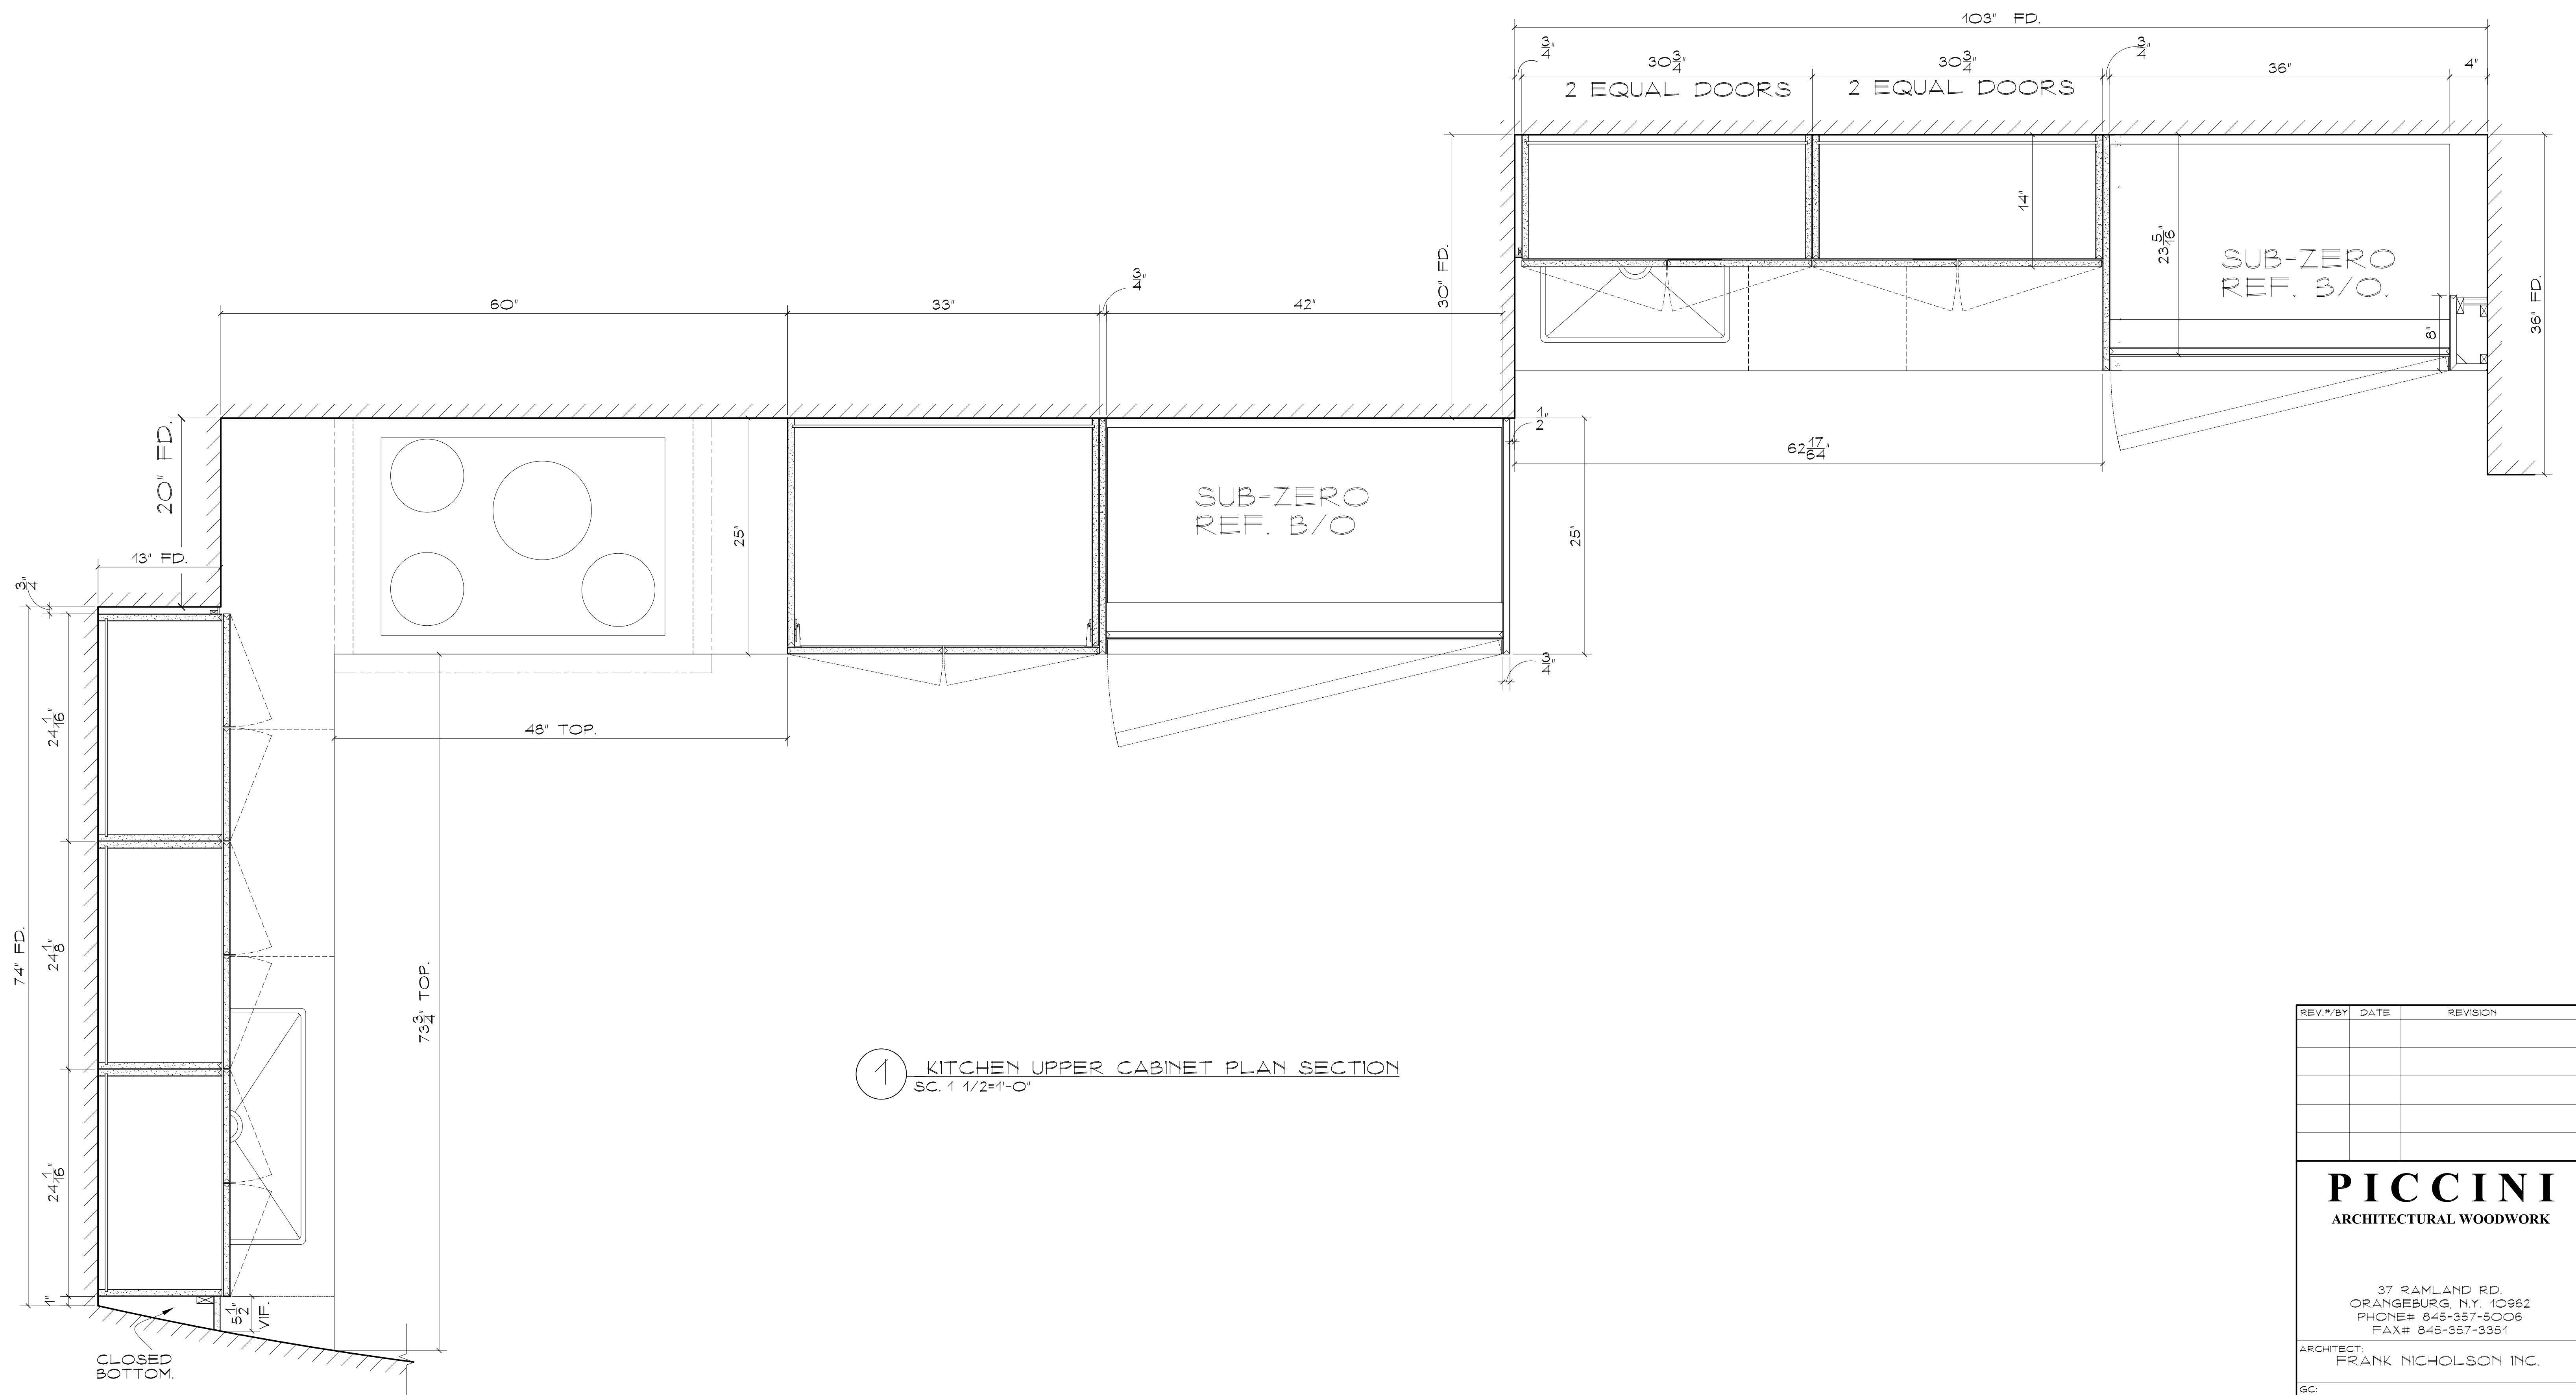 103" FD.
3/4"
30 3/4"
30 3/4"
3/4"
36"
4"
2 EQUAL DOORS
2 EQUAL DOORS
14"
23 5/16"
SUB-ZERO
REF. B/O.
30" FD.
36" FD.
8"
60"
33"
3/4"
42"
1/2"
62 17/64"
20" FD.
25"
SUB-ZERO
REF. B/O
25"
13" FD.
3/4"
3/4"
48" TOP.
24 1/16"
74" FD.
24 1/8"
73 3/4" TOP.
24 1/16"
1"
5 1/2"
VIF.
CLOSED
BOTTOM.
1 KITCHEN UPPER CABINET PLAN SECTION
SC. 1 1/2=1'-0"
REV.#/BY DATE REVISION
PICCINI
ARCHITECTURAL WOODWORK
37 RAMLAND RD.
ORANGEBURG, N.Y. 10962
PHONE# 845-357-5006
FAX# 845-357-3351
ARCHITECT:
FRANK NICHOLSON INC.
GC: